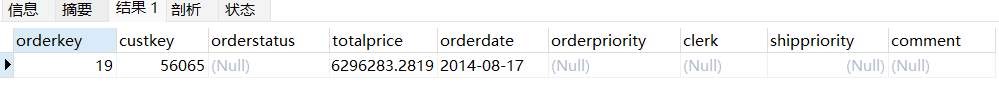 信息 摘要 结果 1 剖析 状态
orderkey custkey orderstatus totalprice orderdate orderpriority clerk shippriority comment
19 56065 (Null) 6296283.2819 2014-08-17 (Null) (Null) (Null) (Null)